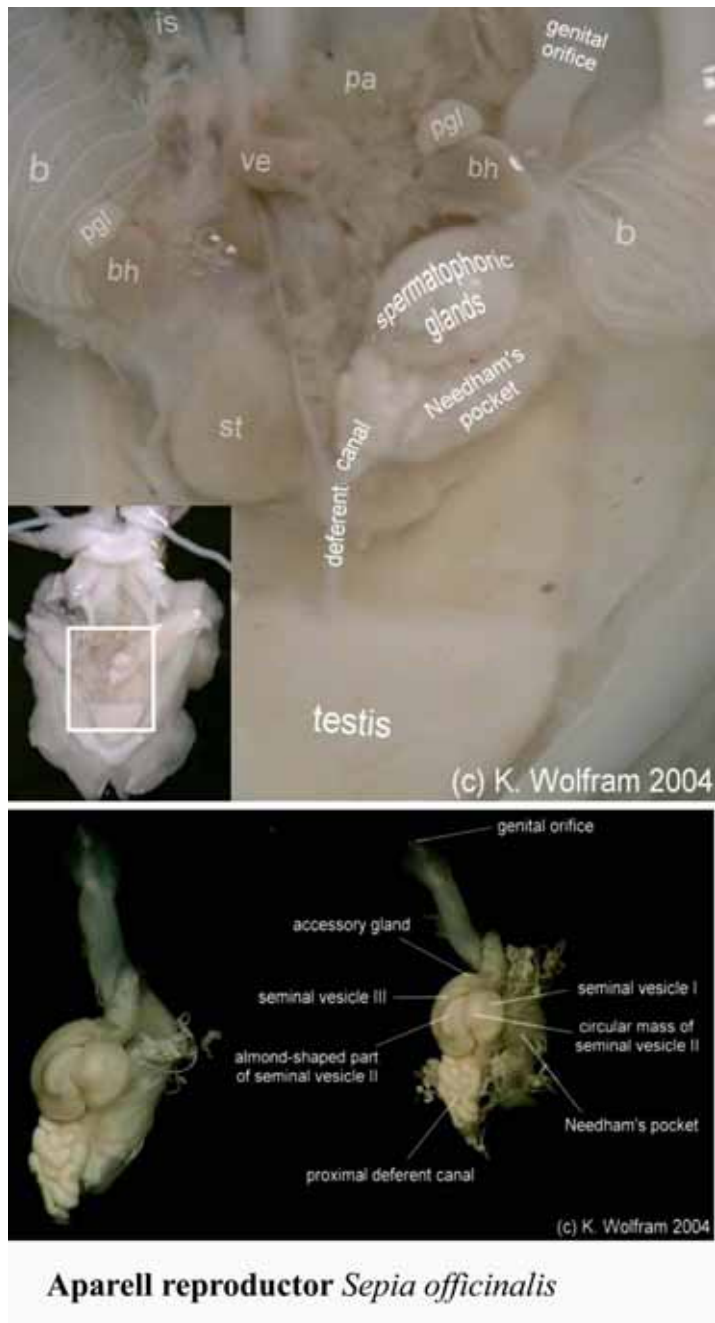 is
genital
orifice
pa
pgl
b
ve
bh
pgl
b
bh
spermatophoric
glands
Needham's
pocket
st
deferent canal
testis
(c) K. Wolfram 2004
genital orifice
accessory gland
seminal vesicle III
seminal vesicle I
circular mass of
seminal vesicle II
almond-shaped part
of seminal vesicle II
Needham's pocket
proximal deferent canal
(c) K. Wolfram 2004
Aparell reproductor Sepia officinalis